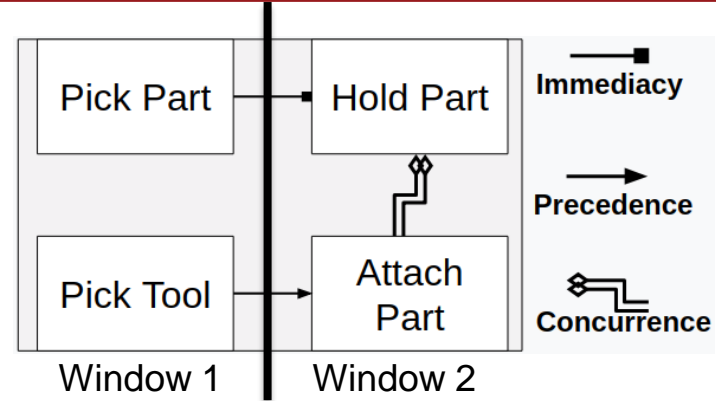 Pick Part
Hold Part
Immediacy
Precedence
Pick Tool
Attach
Part
Concurrence
Window 1
Window 2